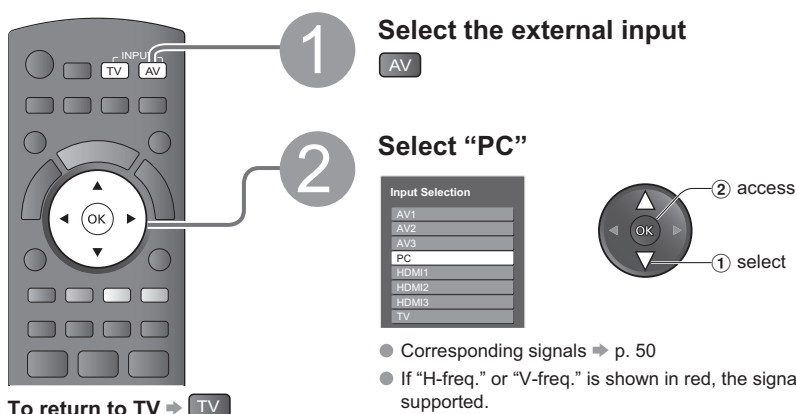 INPUT
TV AV
OK
To return to TV ➡ TV
1
Select the external input
AV
2
Select “PC”
Input Selection
AV1
AV2
AV3
PC
HDMI1
HDMI2
HDMI3
TV
OK
② access
① select
● Corresponding signals ➡ p. 50
● If “H-freq.” or “V-freq.” is shown in red, the
supported.